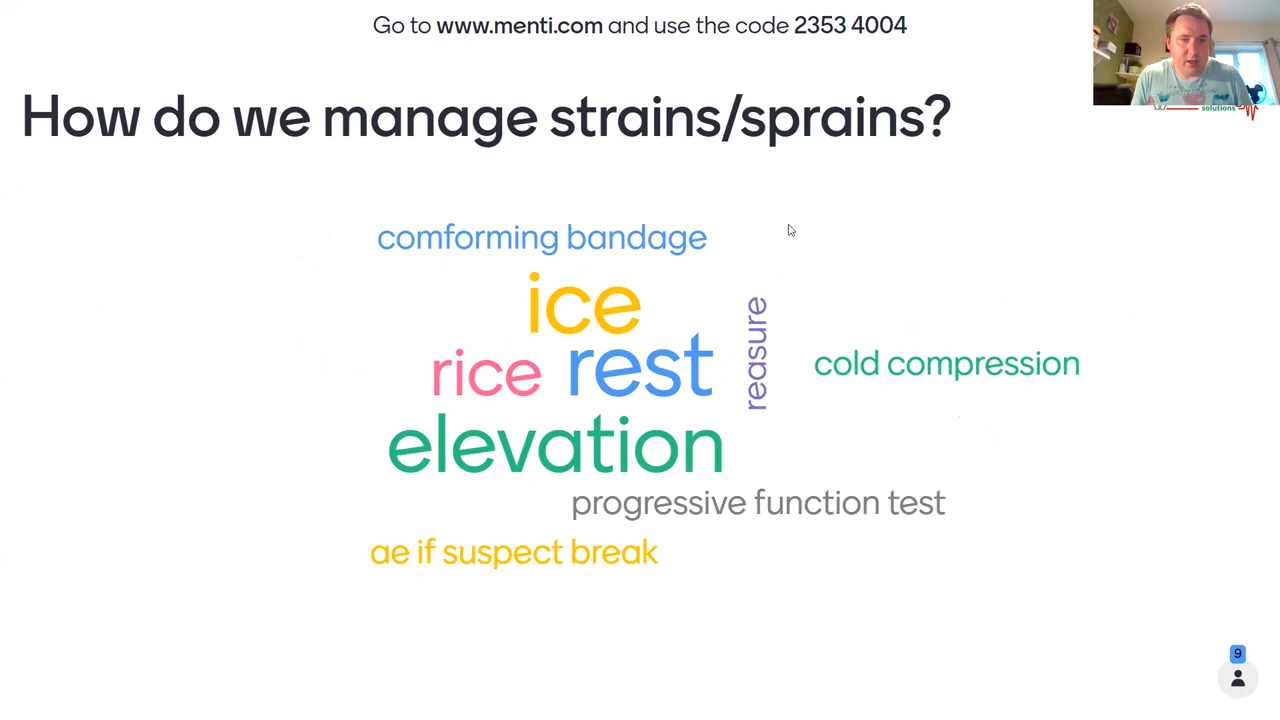 Go to www.menti.com and use the code 2353 4004
solutions
How do we manage strains/sprains?
comforming bandage
ice
reasure
rice rest
cold compression
elevation
progressive function test
ae if suspect break
9